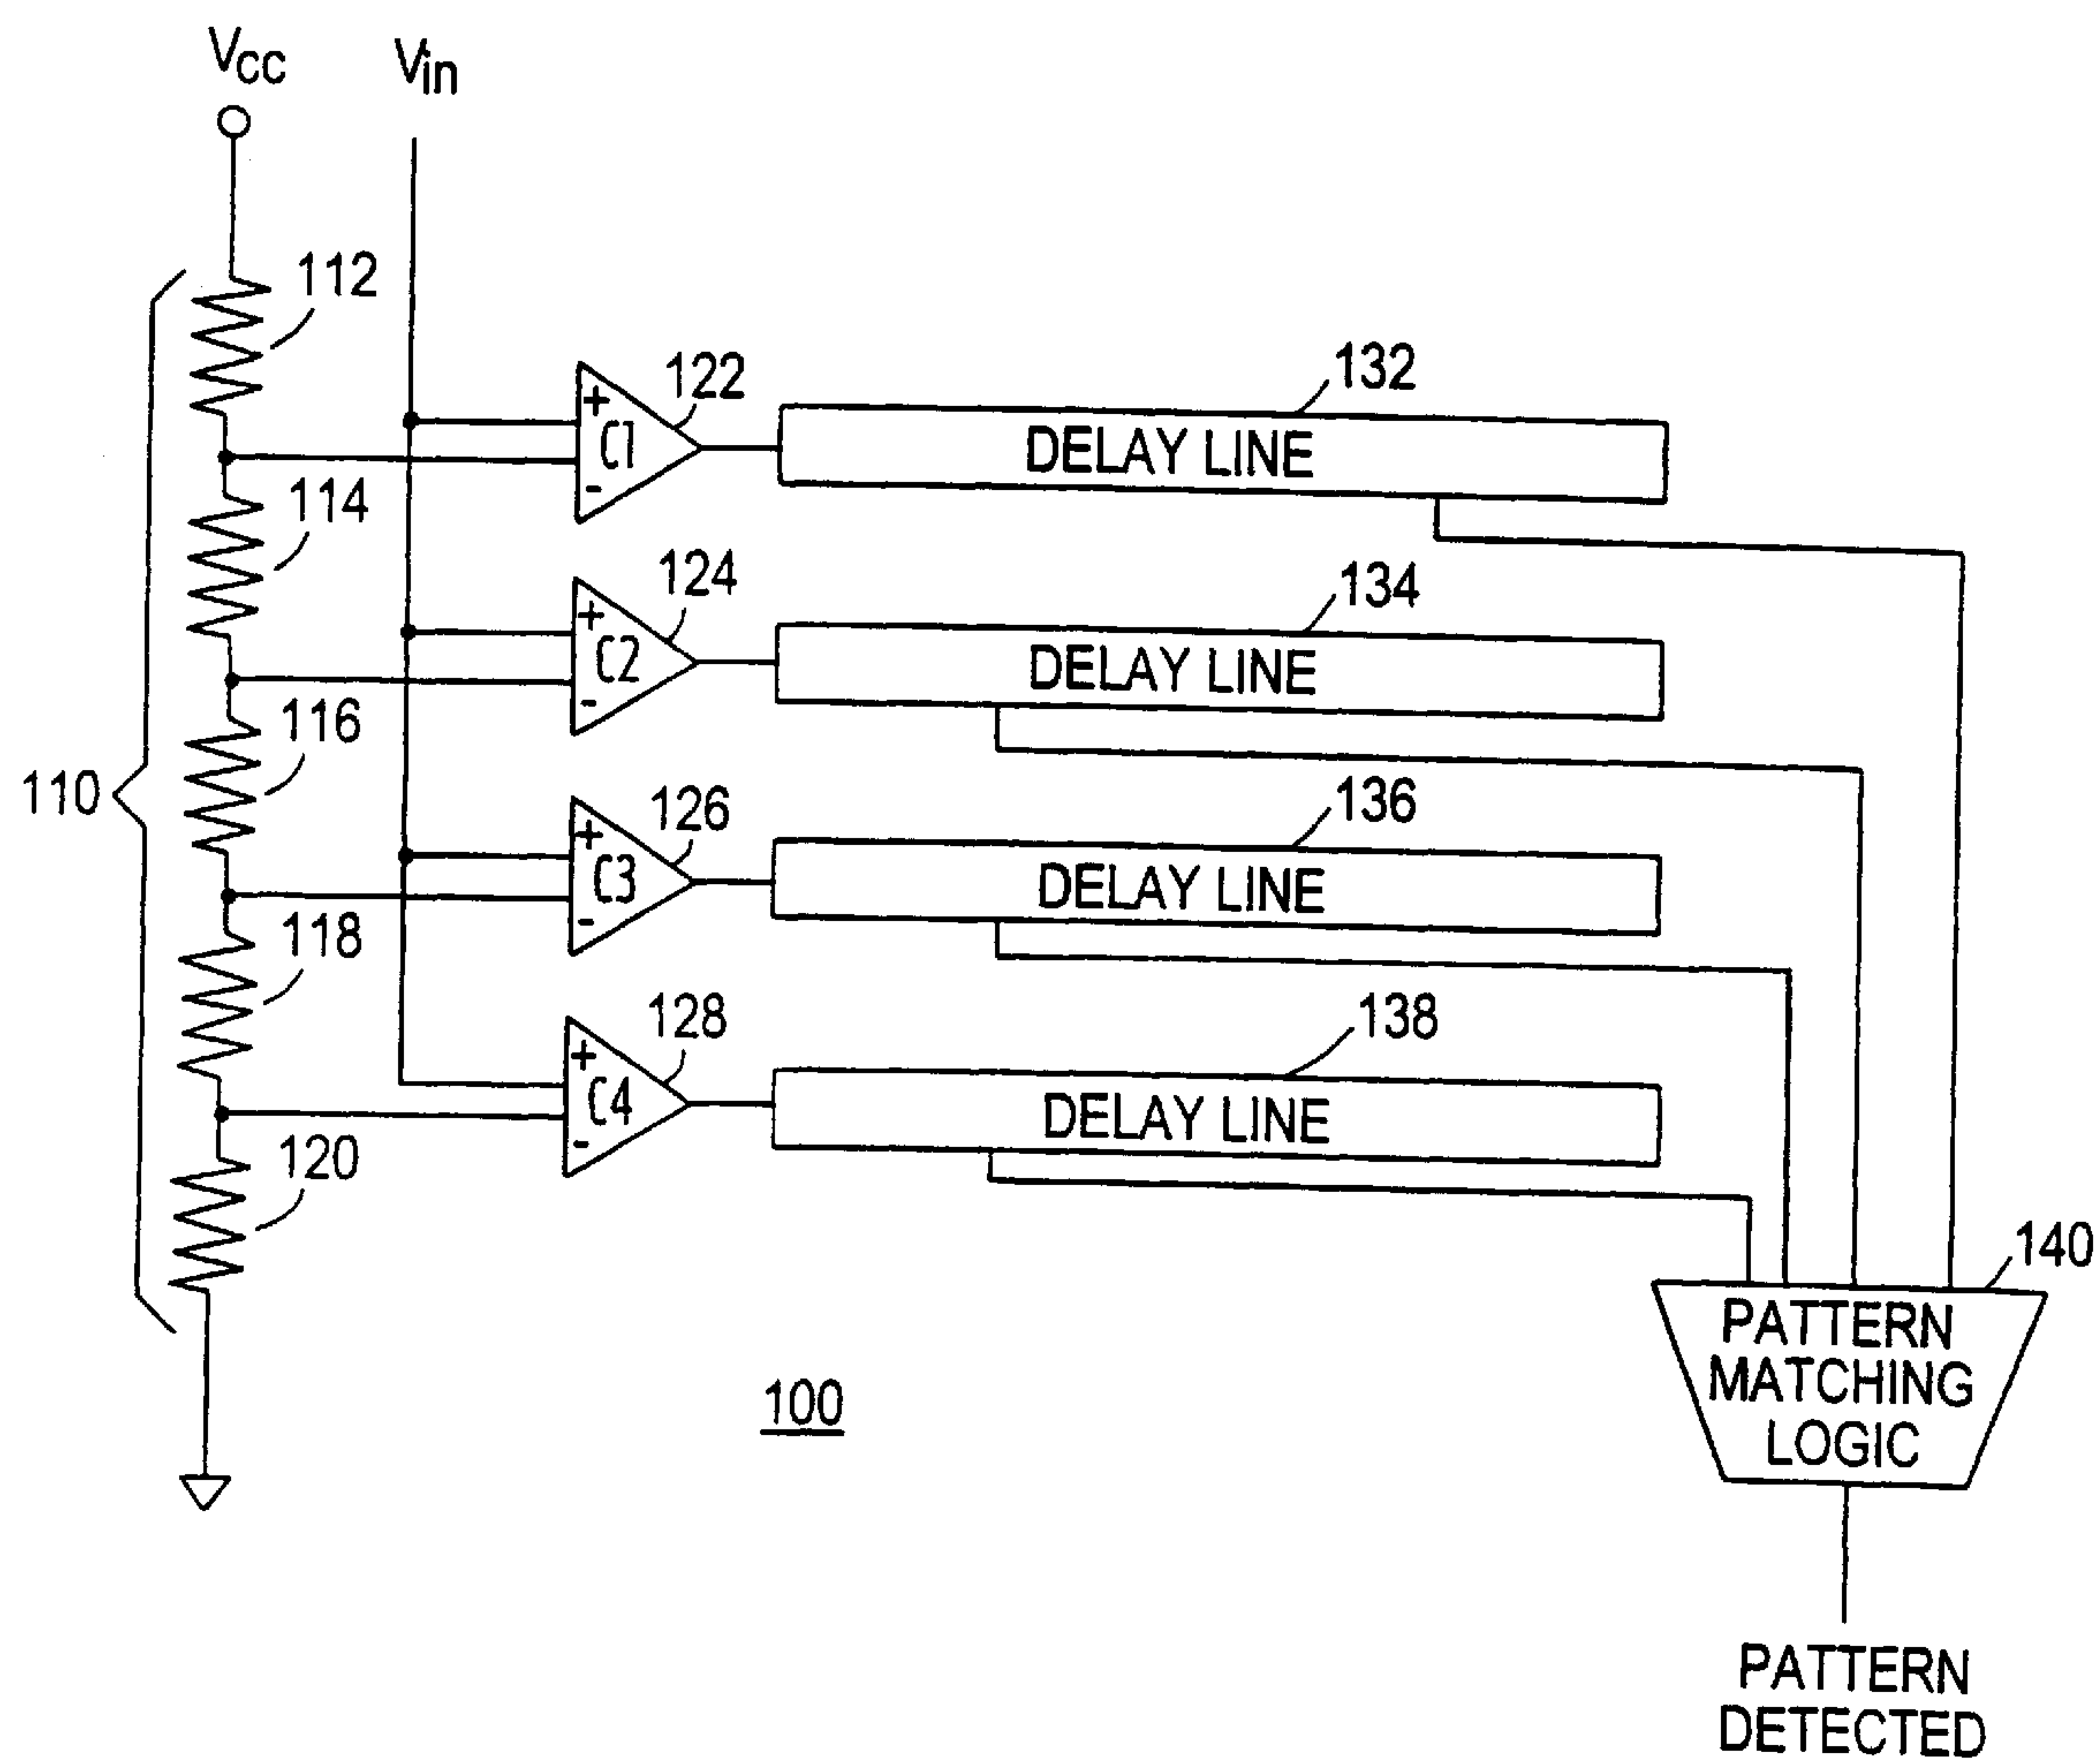 Vcc
Vin
112
122
132
+
C1
-
DELAY LINE
114
124
134
+
C2
-
DELAY LINE
116
110
126
136
+
C3
-
DELAY LINE
118
128
138
+
C4
-
DELAY LINE
120
140
PATTERN
MATCHING
LOGIC
100
PATTERN
DETECTED